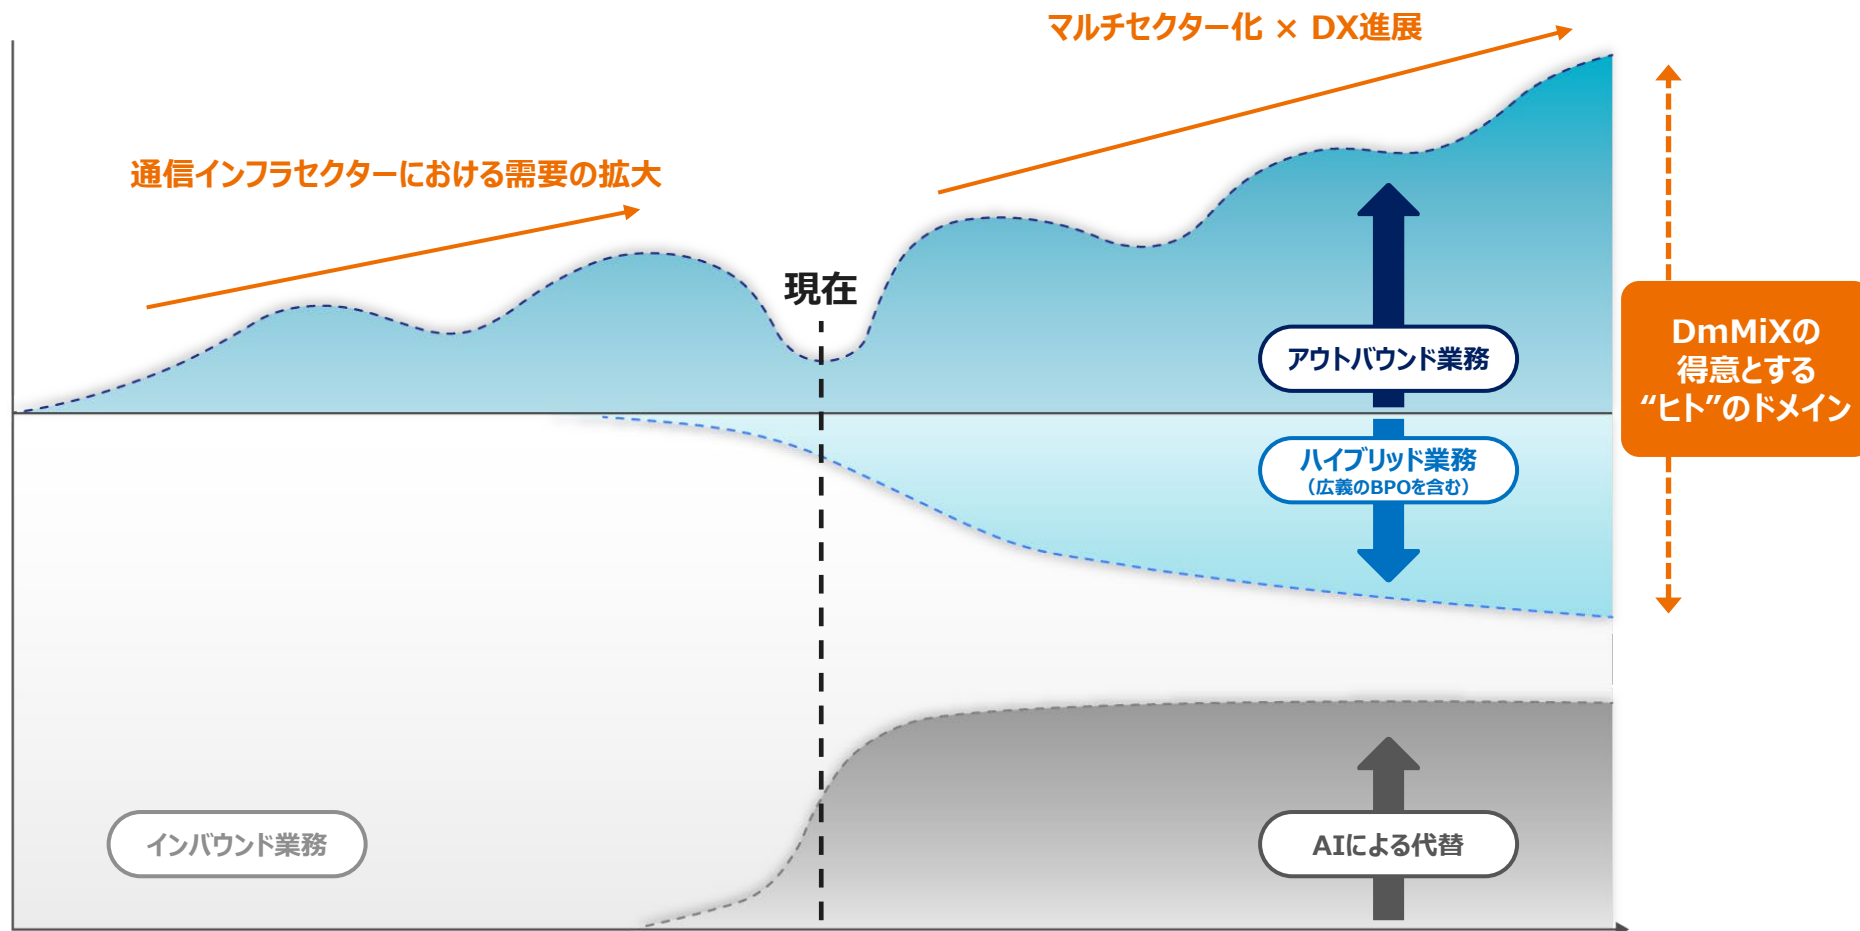 マルチセクター化 × DX進展
通信インフラセクターにおける需要の拡大
現在
アウトバウンド業務
ハイブリッド業務
（広義のBPOを含む）
DmMiXの
得意とする
“ヒト”のドメイン
インバウンド業務
AIによる代替